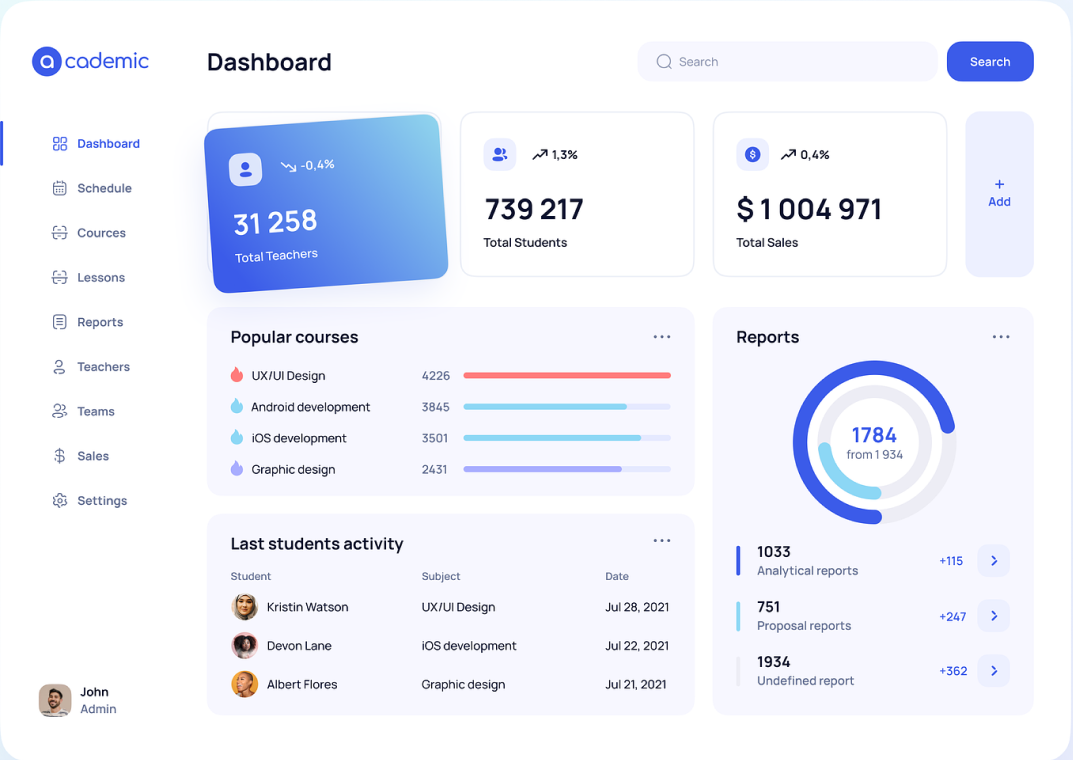 academic
Dashboard
Search
Search
Dashboard
Schedule
Cources
Lessons
Reports
Teachers
Teams
Sales
Settings
John
Admin
-0,4%
31 258
Total Teachers
1,3%
739 217
Total Students
$
0,4%
$ 1 004 971
Total Sales
+
Add
Popular courses
UX/UI Design 4226
Android development 3845
iOS development 3501
Graphic design 2431
Last students activity
Student Subject Date
Kristin Watson UX/UI Design Jul 28, 2021
Devon Lane iOS development Jul 22, 2021
Albert Flores Graphic design Jul 21, 2021
Reports
1784
from 1 934
1033
Analytical reports
+115
751
Proposal reports
+247
1934
Undefined report
+362